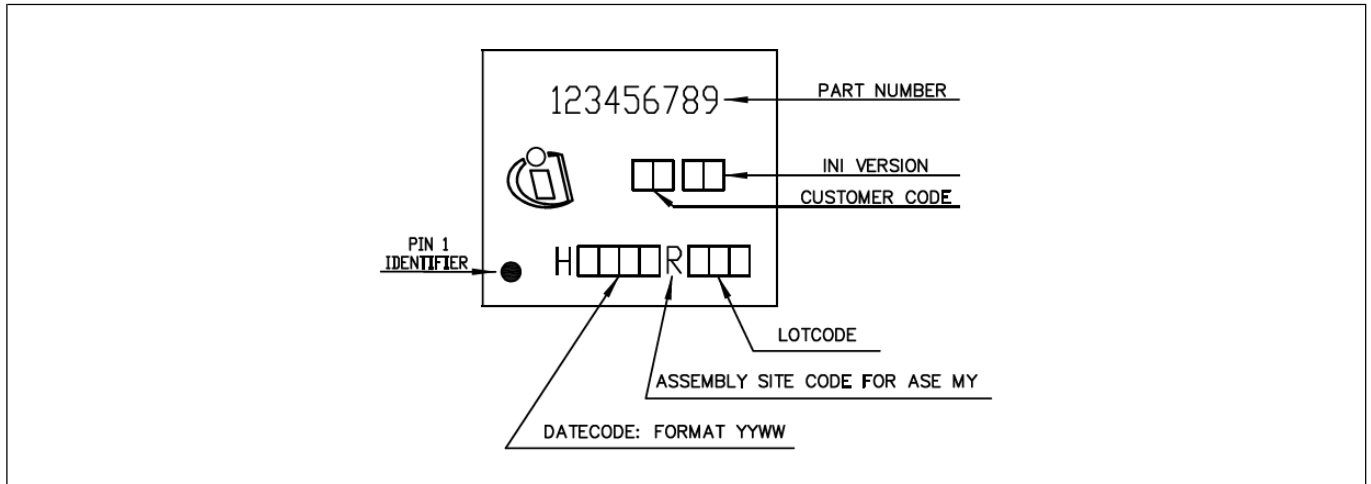 123456789
PART NUMBER
INI VERSION
CUSTOMER CODE
PIN 1
IDENTIFIER
H R
LOTCODE
ASSEMBLY SITE CODE FOR ASE MY
DATECODE: FORMAT YYWW